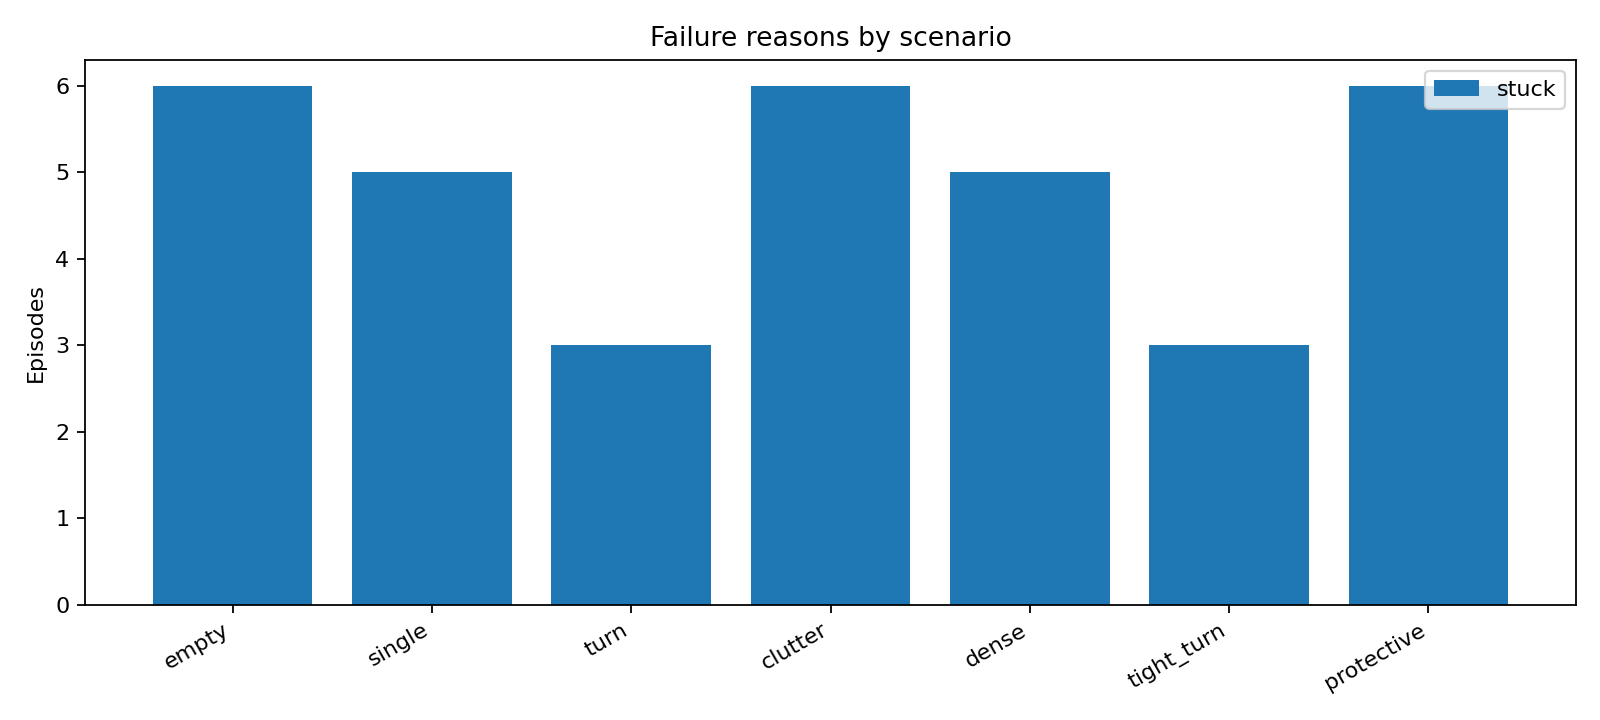 Failure reasons by scenario
stuck
Episodes
6
5
4
3
2
1
0
empty
single
turn
clutter
dense
tight_turn
protective